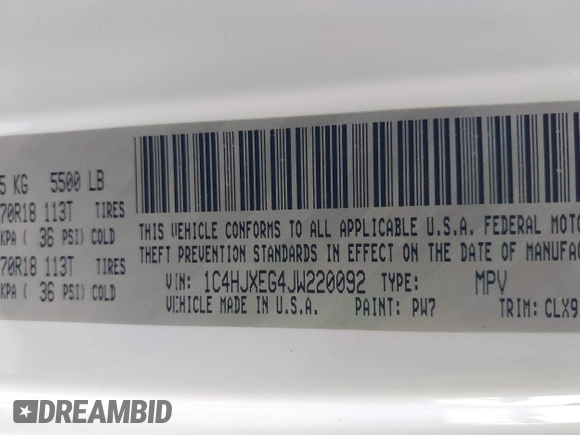 5 KG 5500 LB
70R18 113T TIRES
KPA ( 36 PSI) COLD
70R18 113T TIRES
KPA ( 36 PSI) COLD
THIS VEHICLE CONFORMS TO ALL APPLICABLE U.S.A. FEDERAL MOTO
THEFT PREVENTION STANDARDS IN EFFECT ON THE DATE OF MANUFAC
VIN: 1C4HJXEG4JW220092 TYPE: MPV
VEHICLE MADE IN U.S.A. PAINT: PW7 TRIM: CLX9
DREAMBID